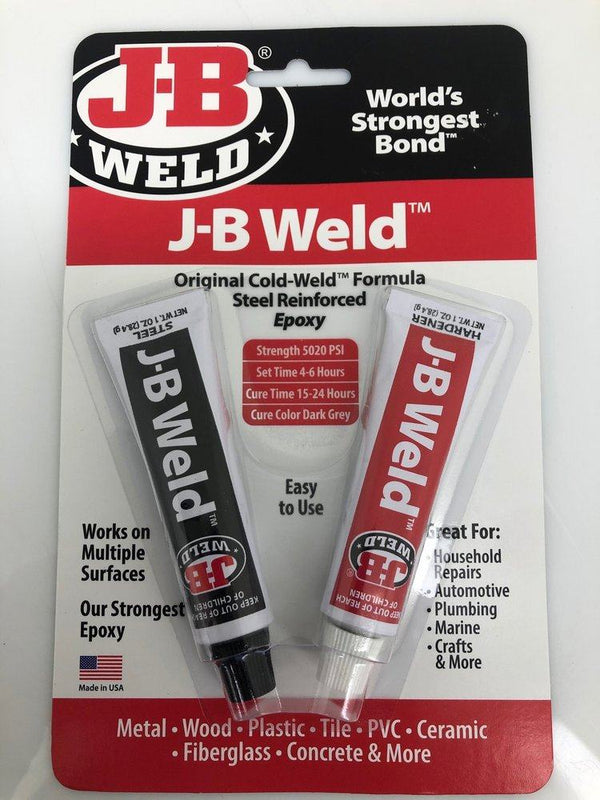 J-B
®
WELD
World's
Strongest
Bond™
J-B Weld™
Original Cold-Weld™ Formula
Steel Reinforced
Epoxy
Strength 5020 PSI
Set Time 4-6 Hours
Cure Time 15-24 Hours
Cure Color Dark Grey
STEEL
NET WT. 1 OZ. (28.4 g)
J-B Weld™
J-B
WELD
KEEP OUT OF REACH
OF CHILDREN
HARDENER
NET WT. 1 OZ. (28.4 g)
J-B Weld™
J-B
WELD
®
KEEP OUT OF REACH
OF CHILDREN
Easy
to Use
Works on
Multiple
Surfaces
Our Strongest
Epoxy
Made in USA
Great For:
• Household
Repairs
• Automotive
• Plumbing
• Marine
• Crafts
& More
Metal • Wood • Plastic • Tile • PVC • Ceramic
• Fiberglass • Concrete & More